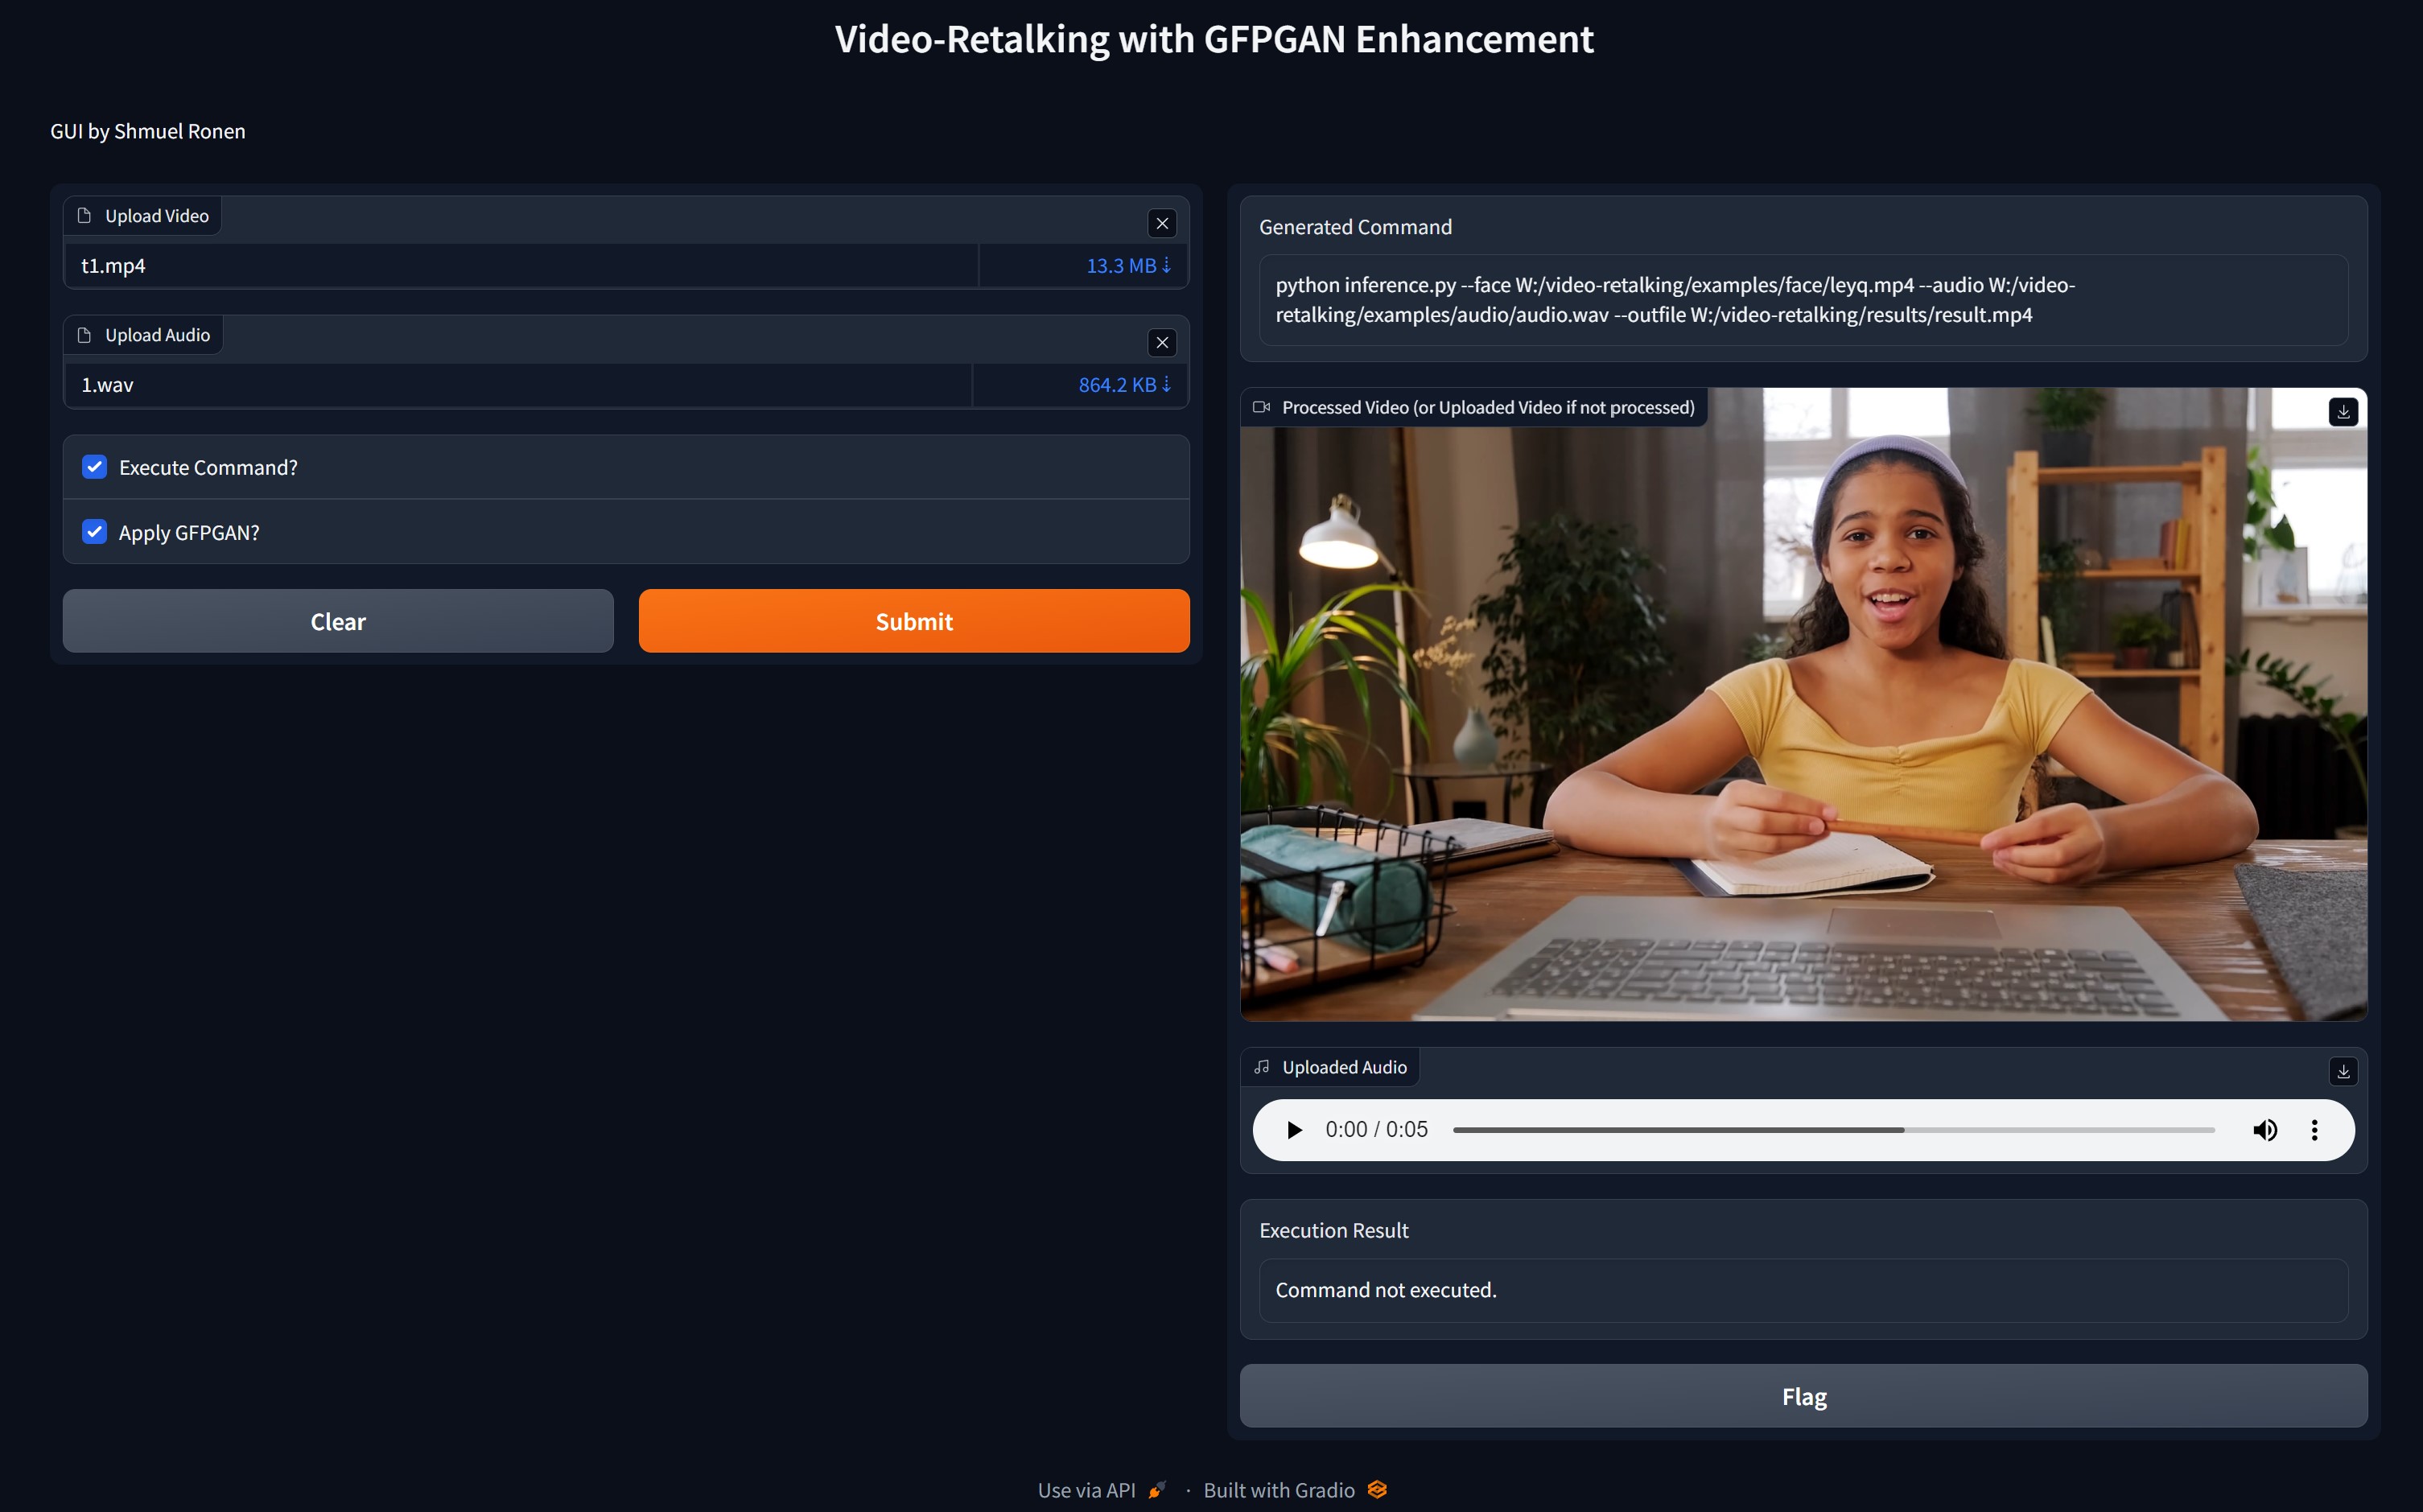 Video-Retalking with GFPGAN Enhancement
GUI by Shmuel Ronen
Upload Video
t1.mp4
13.3 MB ⇣
Upload Audio
1.wav
864.2 KB ⇣
Execute Command?
Apply GFPGAN?
Clear
Submit
Generated Command
python inference.py --face W:/video-retalking/examples/face/leyq.mp4 --audio W:/video-
retalking/examples/audio/audio.wav --outfile W:/video-retalking/results/result.mp4
Processed Video (or Uploaded Video if not processed)
Uploaded Audio
0:00 / 0:05
Execution Result
Command not executed.
Flag
Use via API · Built with Gradio